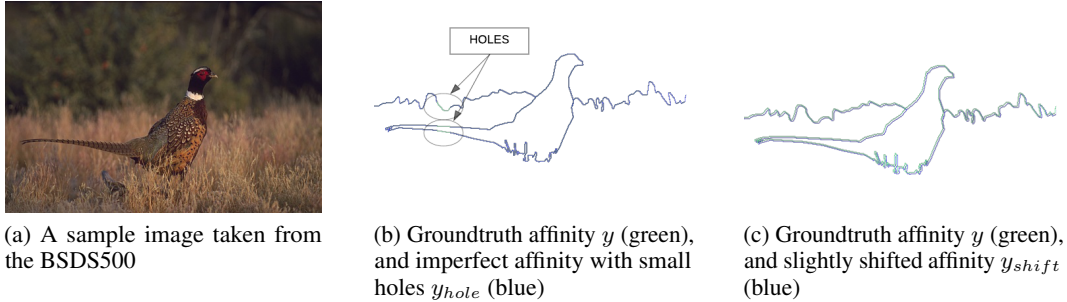 HOLES
(a) A sample image taken from
the BSDS500
(b) Groundtruth affinity y (green),
and imperfect affinity with small
holes y_hole (blue)
(c) Groundtruth affinity y (green),
and slightly shifted affinity y_shift
(blue)